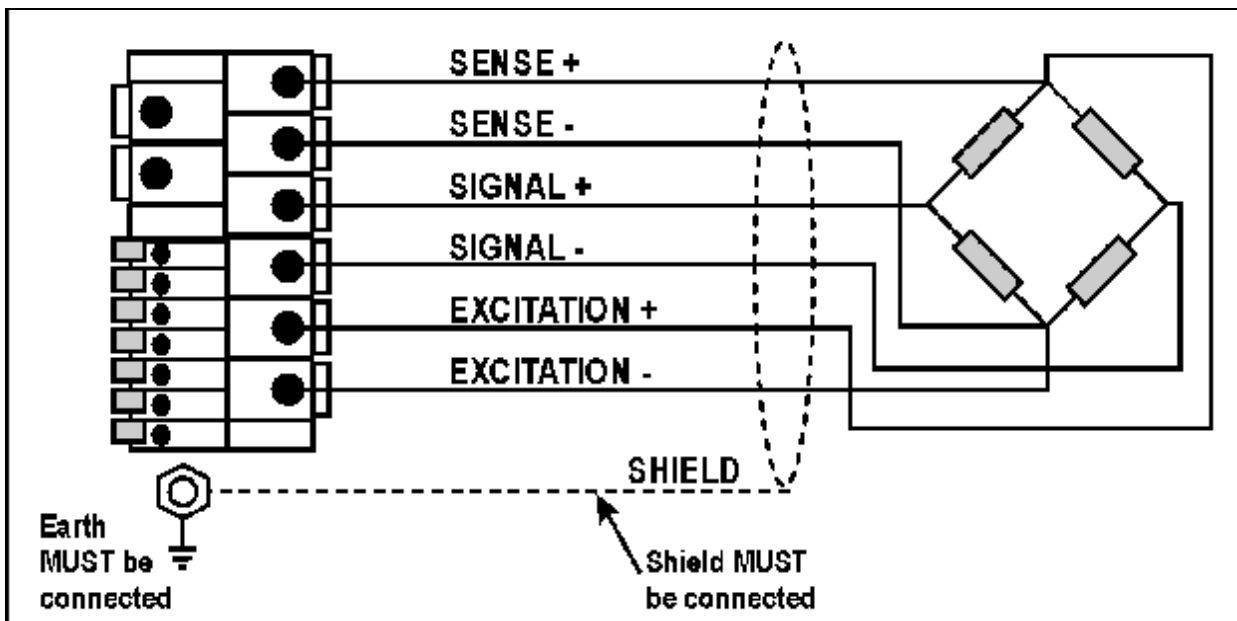 SENSE +
SENSE -
SIGNAL +
SIGNAL -
EXCITATION +
EXCITATION -
SHIELD
Earth
MUST be
connected
Shield MUST
be connected